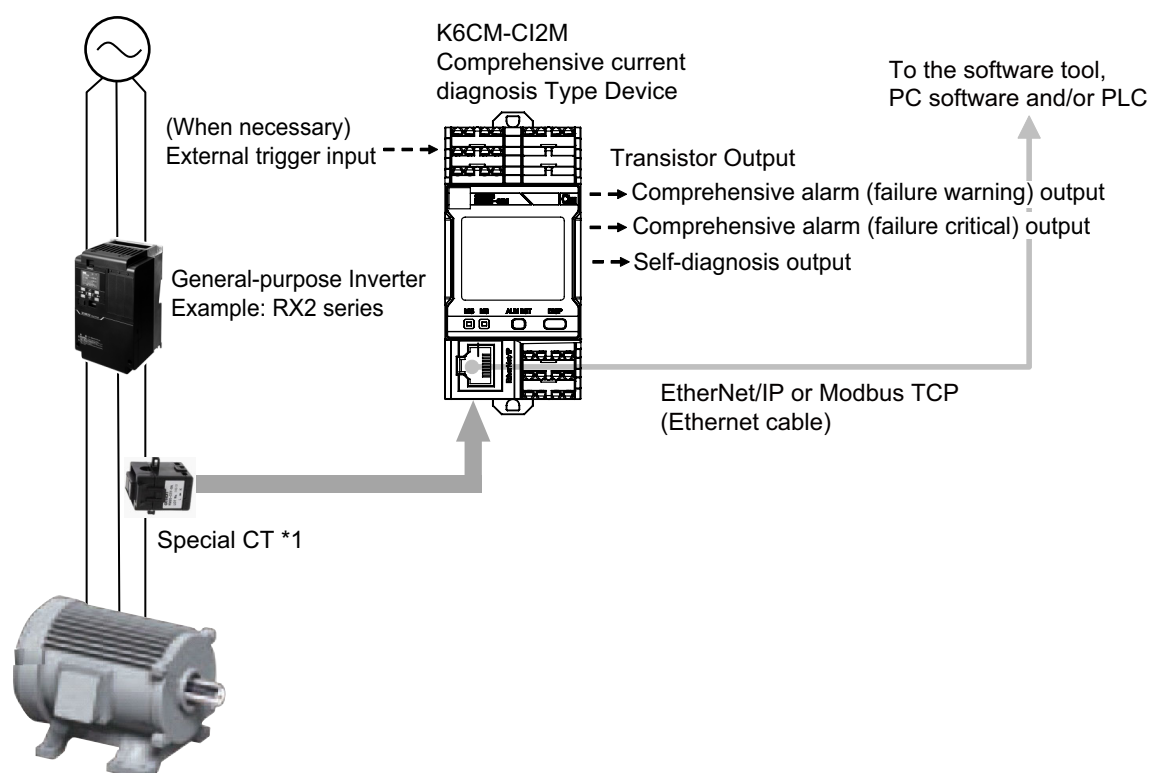 K6CM-CI2M
Comprehensive current
diagnosis Type Device
To the software tool,
PC software and/or PLC
(When necessary)
External trigger input
Transistor Output
Comprehensive alarm (failure warning) output
Comprehensive alarm (failure critical) output
Self-diagnosis output
General-purpose Inverter
Example: RX2 series
EtherNet/IP
EtherNet/IP or Modbus TCP
(Ethernet cable)
Special CT *1